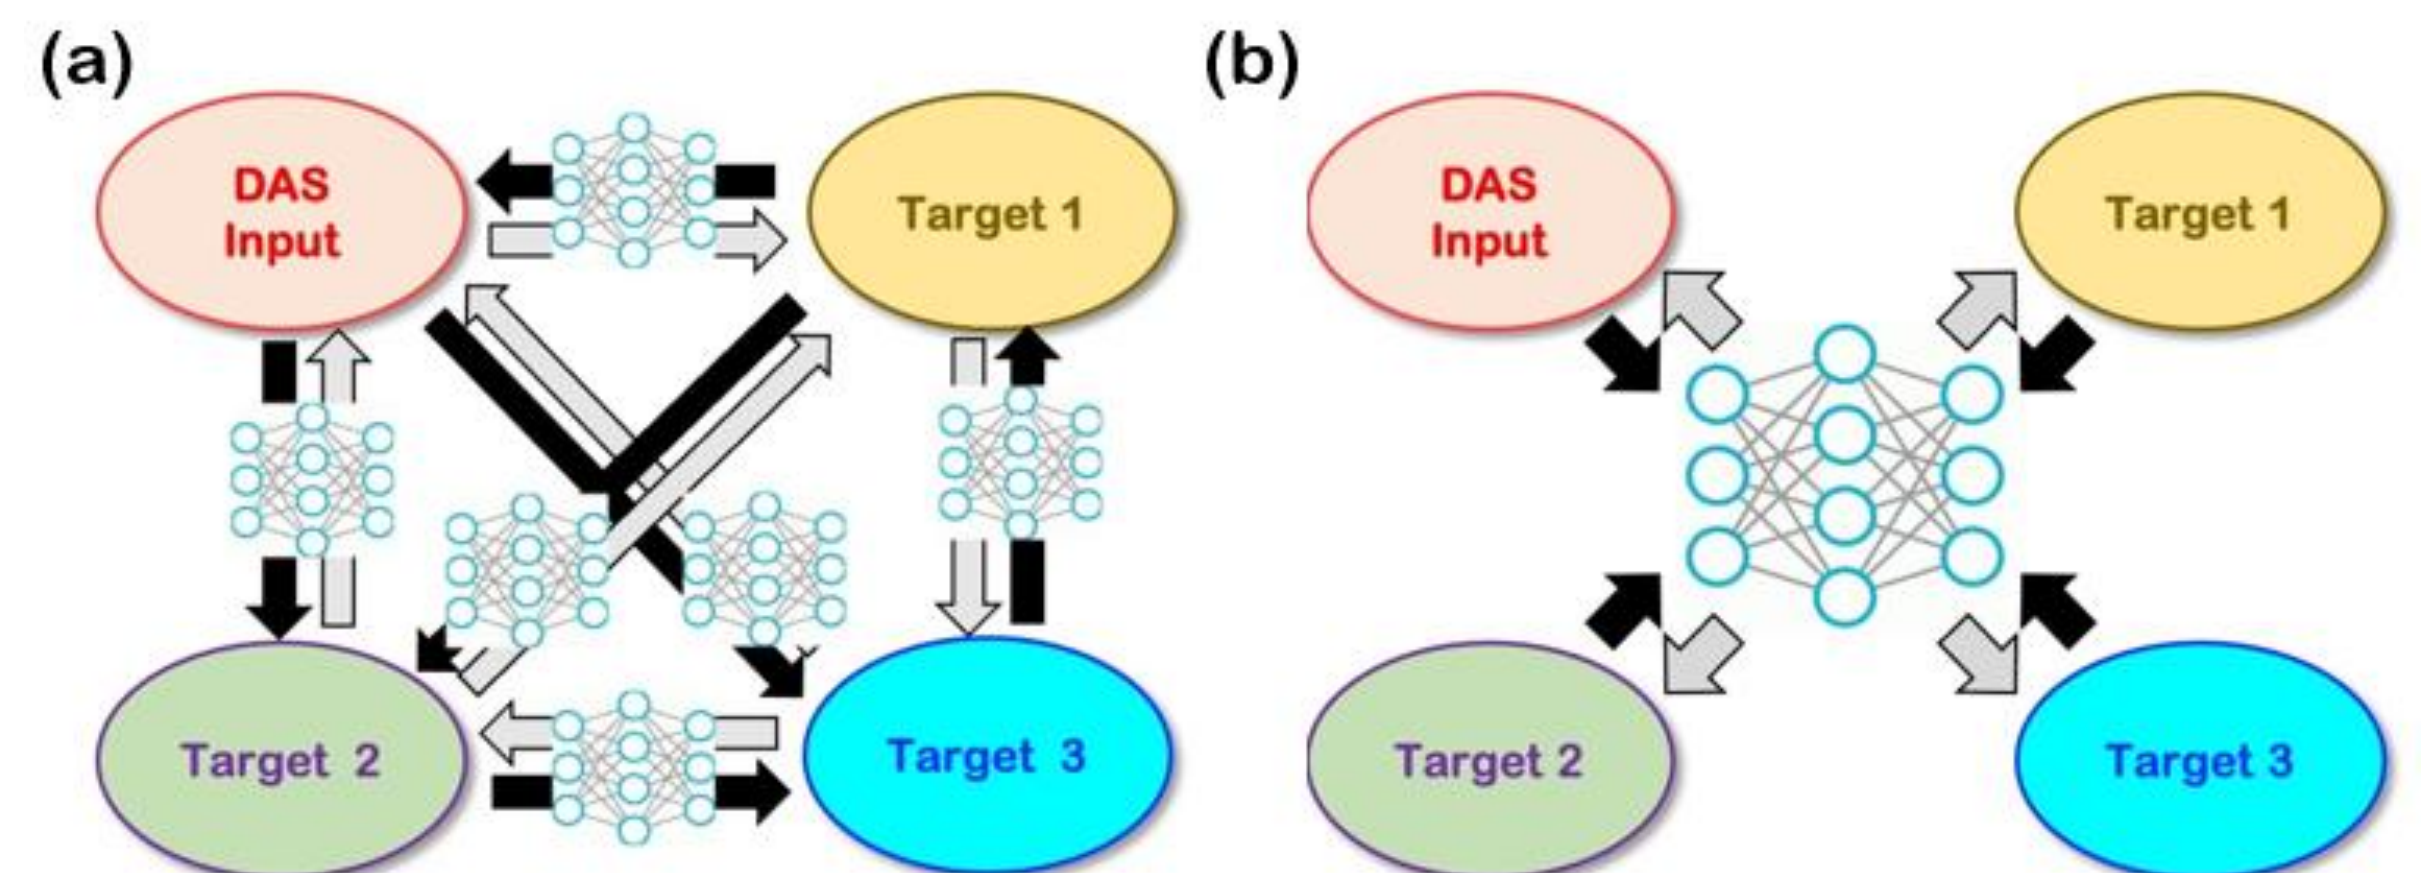 (a)
DAS
Input
Target 1
Target 2
Target 3
(b)
DAS
Input
Target 1
Target 2
Target 3